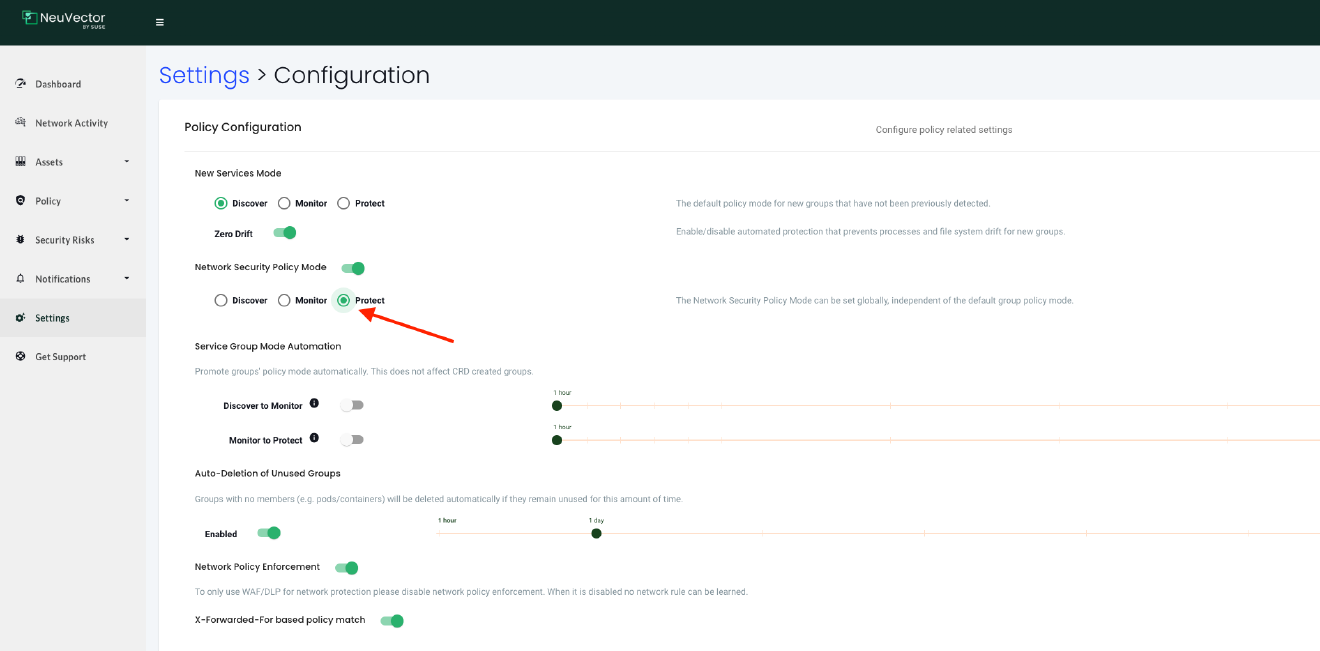 NeuVector
BY SUSE
Dashboard
Network Activity
Assets
Policy
Security Risks
Notifications
Settings
Get Support
Settings > Configuration
Policy Configuration
Configure policy related settings
New Services Mode
Discover Monitor Protect
The default policy mode for new groups that have not been previously detected.
Zero Drift
Enable/disable automated protection that prevents processes and file system drift for new groups.
Network Security Policy Mode
Discover Monitor Protect
The Network Security Policy Mode can be set globally, independent of the default group policy mode.
Service Group Mode Automation
Promote groups' policy mode automatically. This does not affect CRD created groups.
Discover to Monitor
1 hour
Monitor to Protect
1 hour
Auto-Deletion of Unused Groups
Groups with no members (e.g. pods/containers) will be deleted automatically if they remain unused for this amount of time.
Enabled
1 hour
1 day
Network Policy Enforcement
To only use WAF/DLP for network protection please disable network policy enforcement. When it is disabled no network rule can be learned.
X-Forwarded-For based policy match